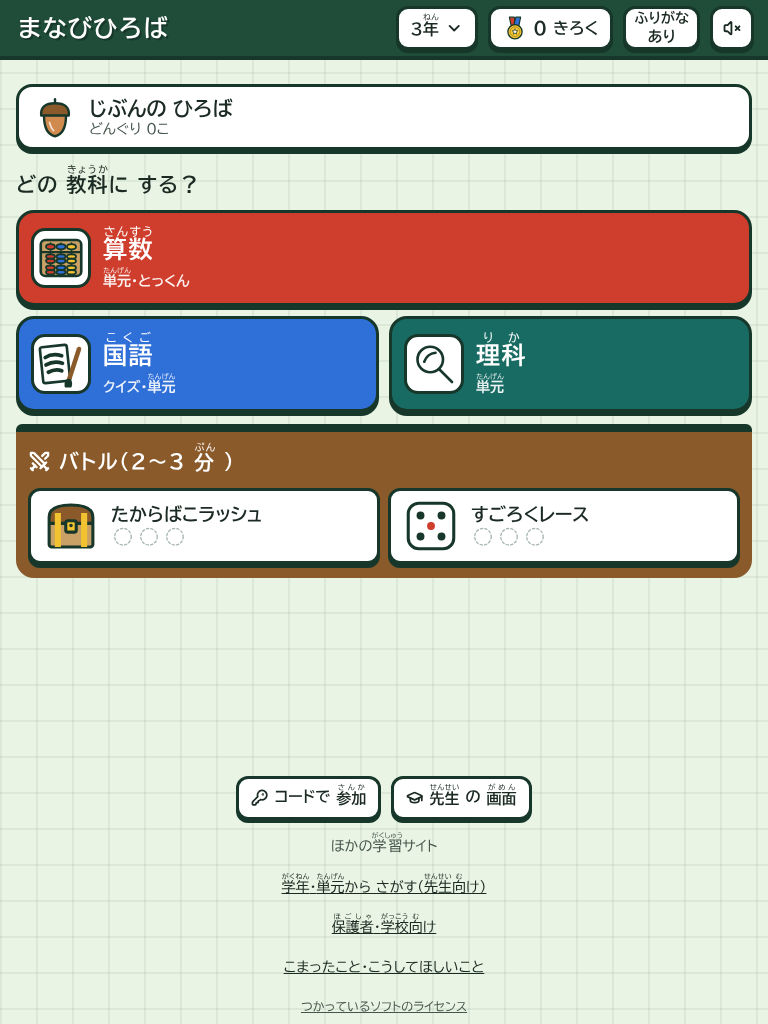 まなびひろば
3年 ねん
0 きろく
ふりがな
あり
じぶんの ひろば
どんぐり 0こ
きょうか
どの 教科に する？
さんすう
算数
たんげん
単元・とっくん
こくご
国語
たんげん
クイズ・単元
りか
理科
たんげん
単元
ぷん
バトル（2〜3 分 ）
たからばこラッシュ
すごろくレース
さんか
コードで 参加
せんせい がめん
先生 の 画面
がくしゅう
ほかの学習サイト
がくねん たんげん せんせい む
学年・単元から さがす（先生向け）
ほごしゃ がっこう む
保護者・学校向け
こまったこと・こうしてほしいこと
つかっているソフトのライセンス